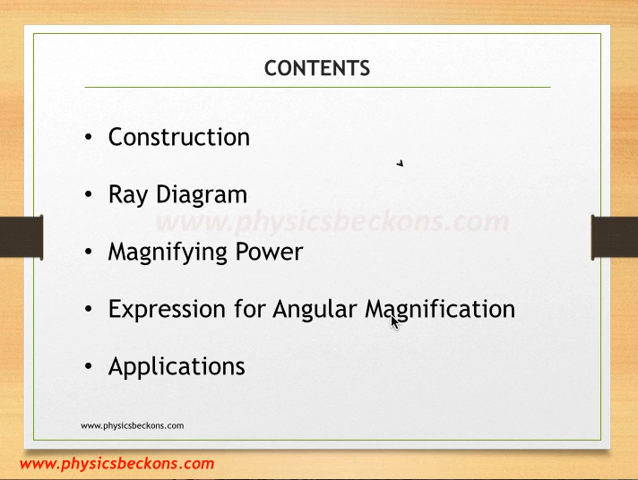 CONTENTS
• Construction
• Ray Diagram
www.physicsbeckons.com
• Magnifying Power
• Expression for Angular Magnification
• Applications
www.physicsbeckons.com
www.physicsbeckons.com